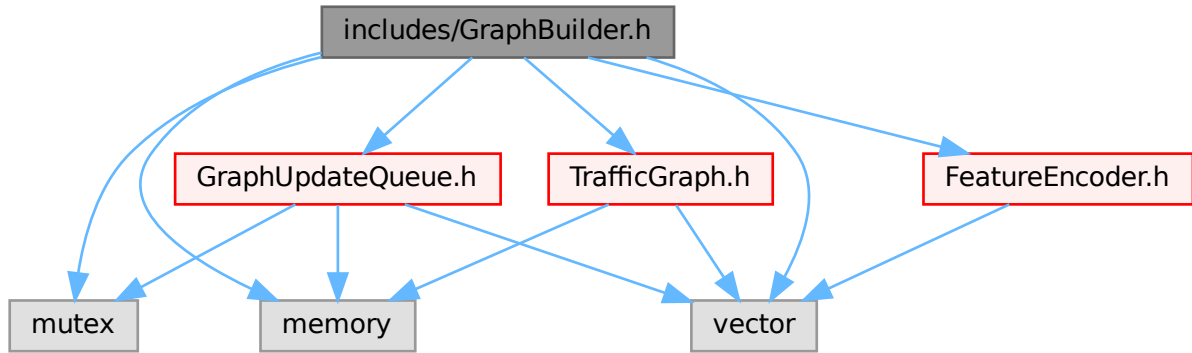 includes/GraphBuilder.h
GraphUpdateQueue.h
TrafficGraph.h
FeatureEncoder.h
mutex
memory
vector